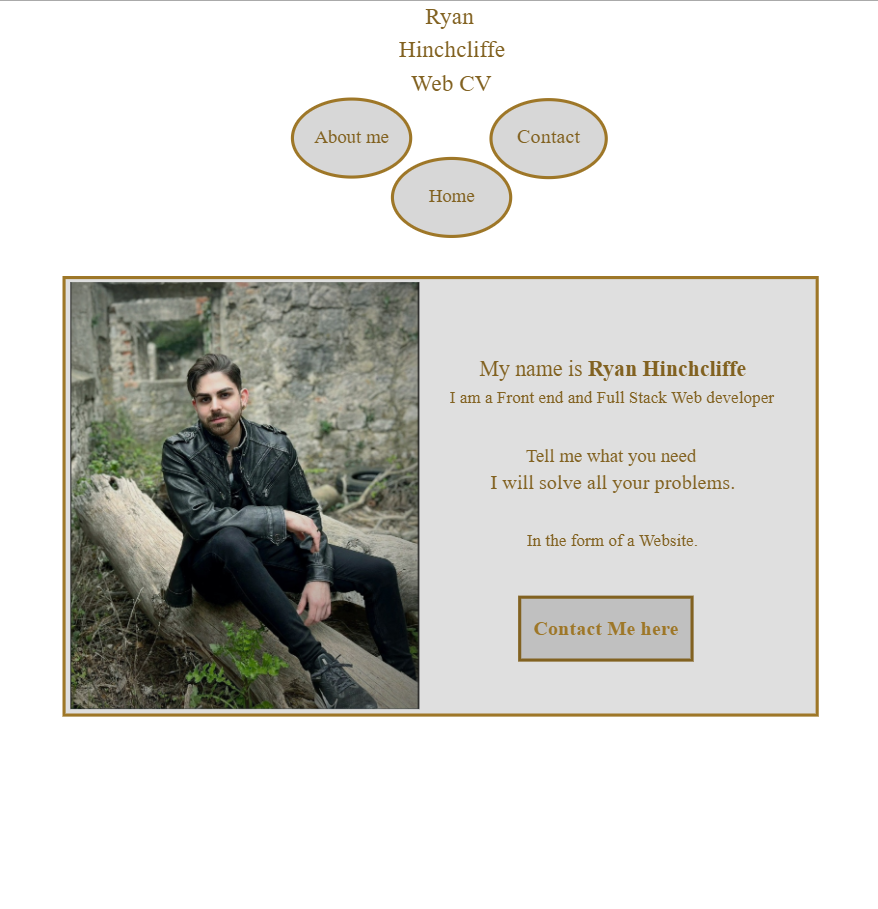 Ryan
Hinchcliffe
Web CV
About me
Contact
Home
My name is Ryan Hinchcliffe
I am a Front end and Full Stack Web developer
Tell me what you need
I will solve all your problems.
In the form of a Website.
Contact Me here